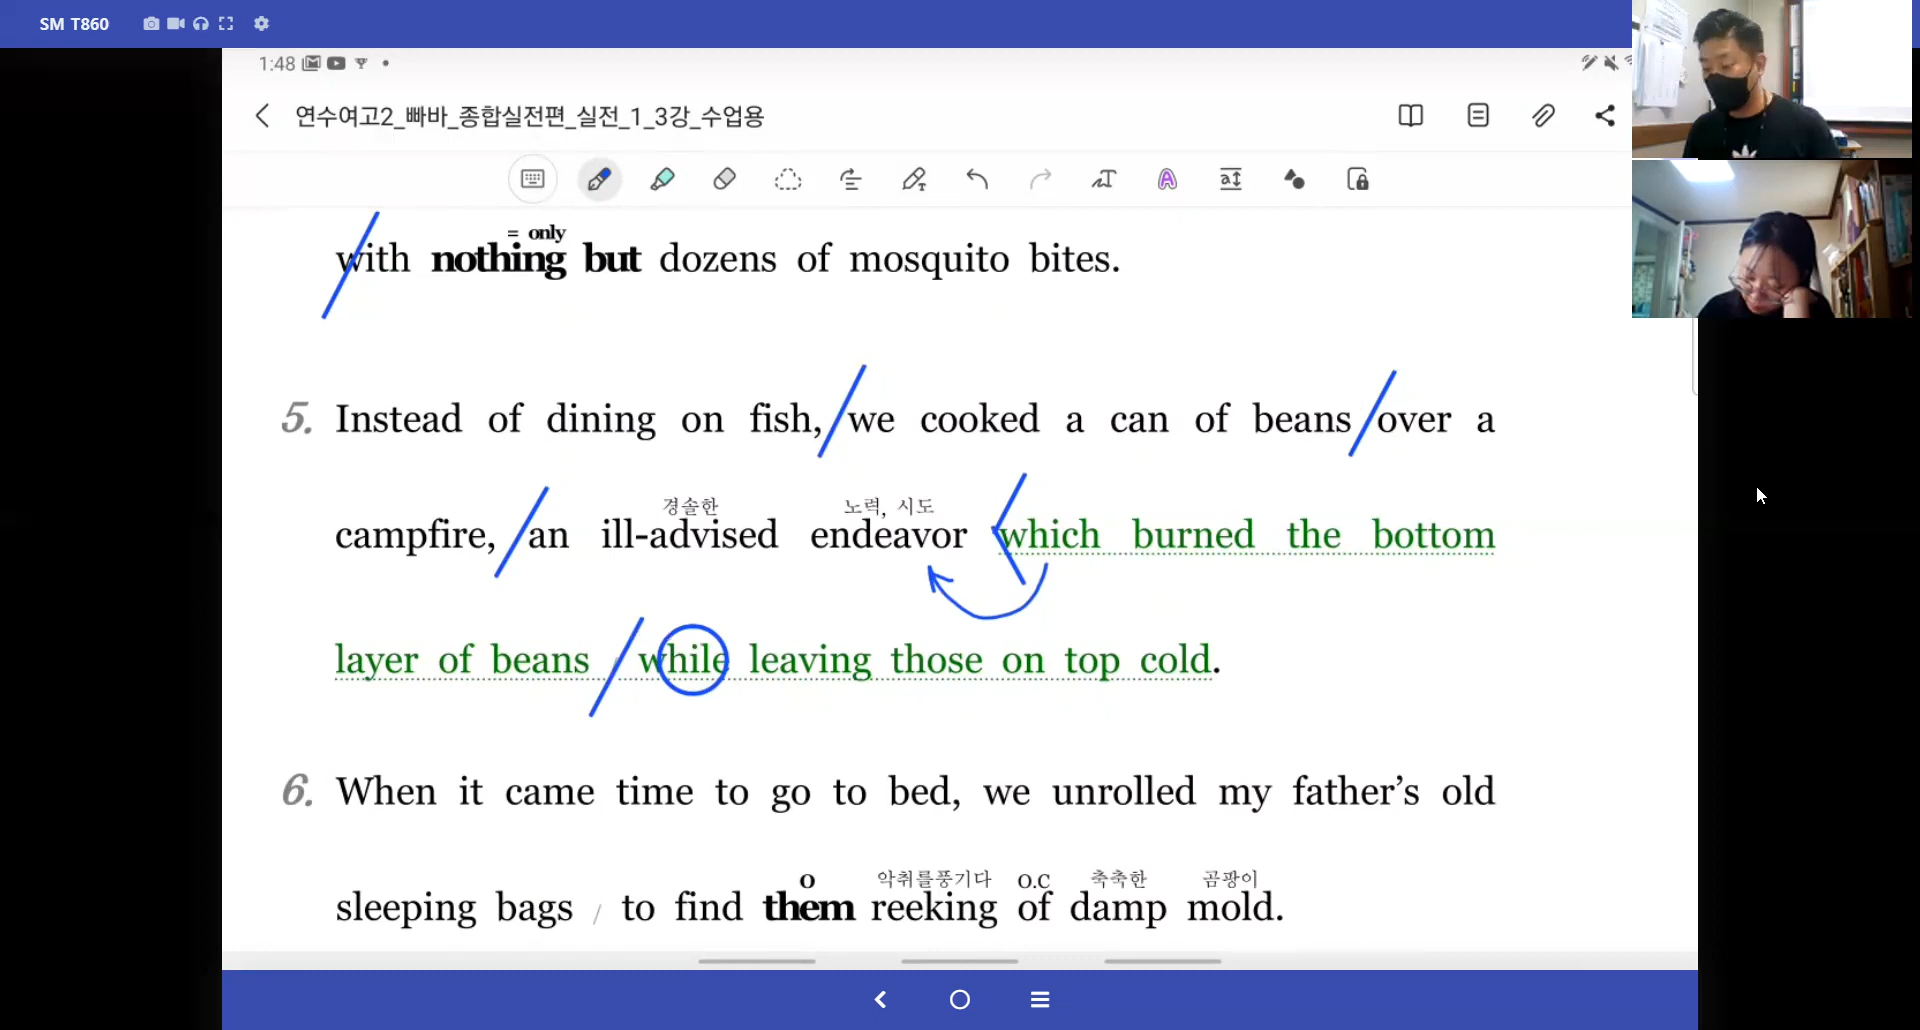 SM T860
1:48
연수여고2_빠바_종합실전편_실전_1_3강_수업용
= only
with nothing but dozens of mosquito bites.
5. Instead of dining on fish, we cooked a can of beans over a
경솔한 노력, 시도
campfire, an ill-advised endeavor which burned the bottom
layer of beans / while leaving those on top cold.
6. When it came time to go to bed, we unrolled my father’s old
O 악취를풍기다 O.C 축축한 곰팡이
sleeping bags / to find them reeking of damp mold.